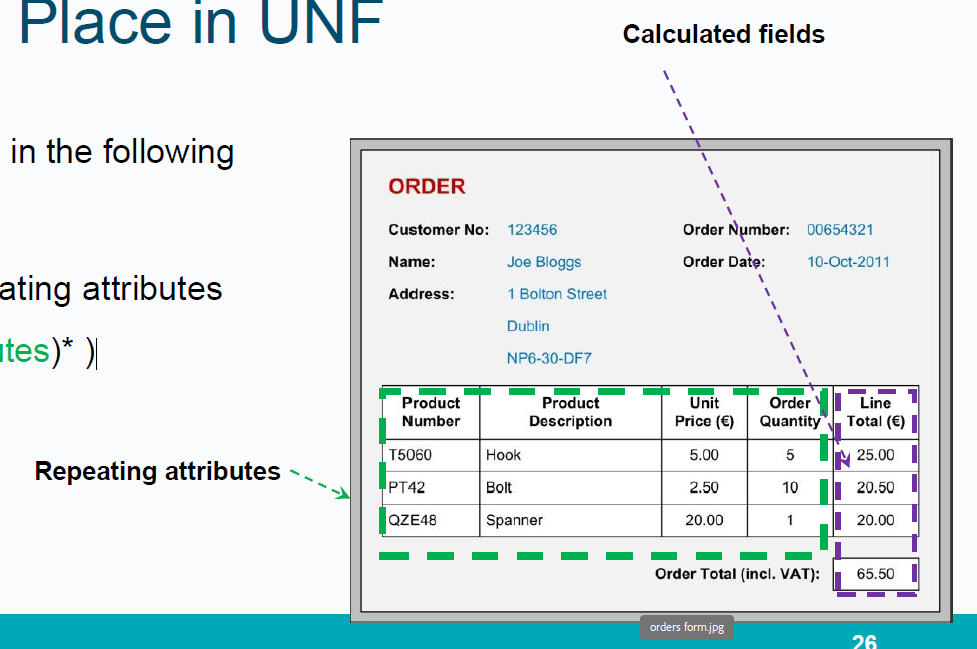 Place in UNF
Calculated fields
in the following
ating attributes
utes)* )
Repeating attributes
ORDER
Customer No: 123456 Order Number: 00654321
Name: Joe Bloggs Order Date: 10-Oct-2011
Address: 1 Bolton Street
Dublin
NP6-30-DF7
Product Number Product Description Unit Price (€) Order Quantity Line Total (€)
T5060 Hook 5.00 5 25.00
PT42 Bolt 2.50 10 20.50
QZE48 Spanner 20.00 1 20.00
Order Total (incl. VAT): 65.50
orders form.jpg
26